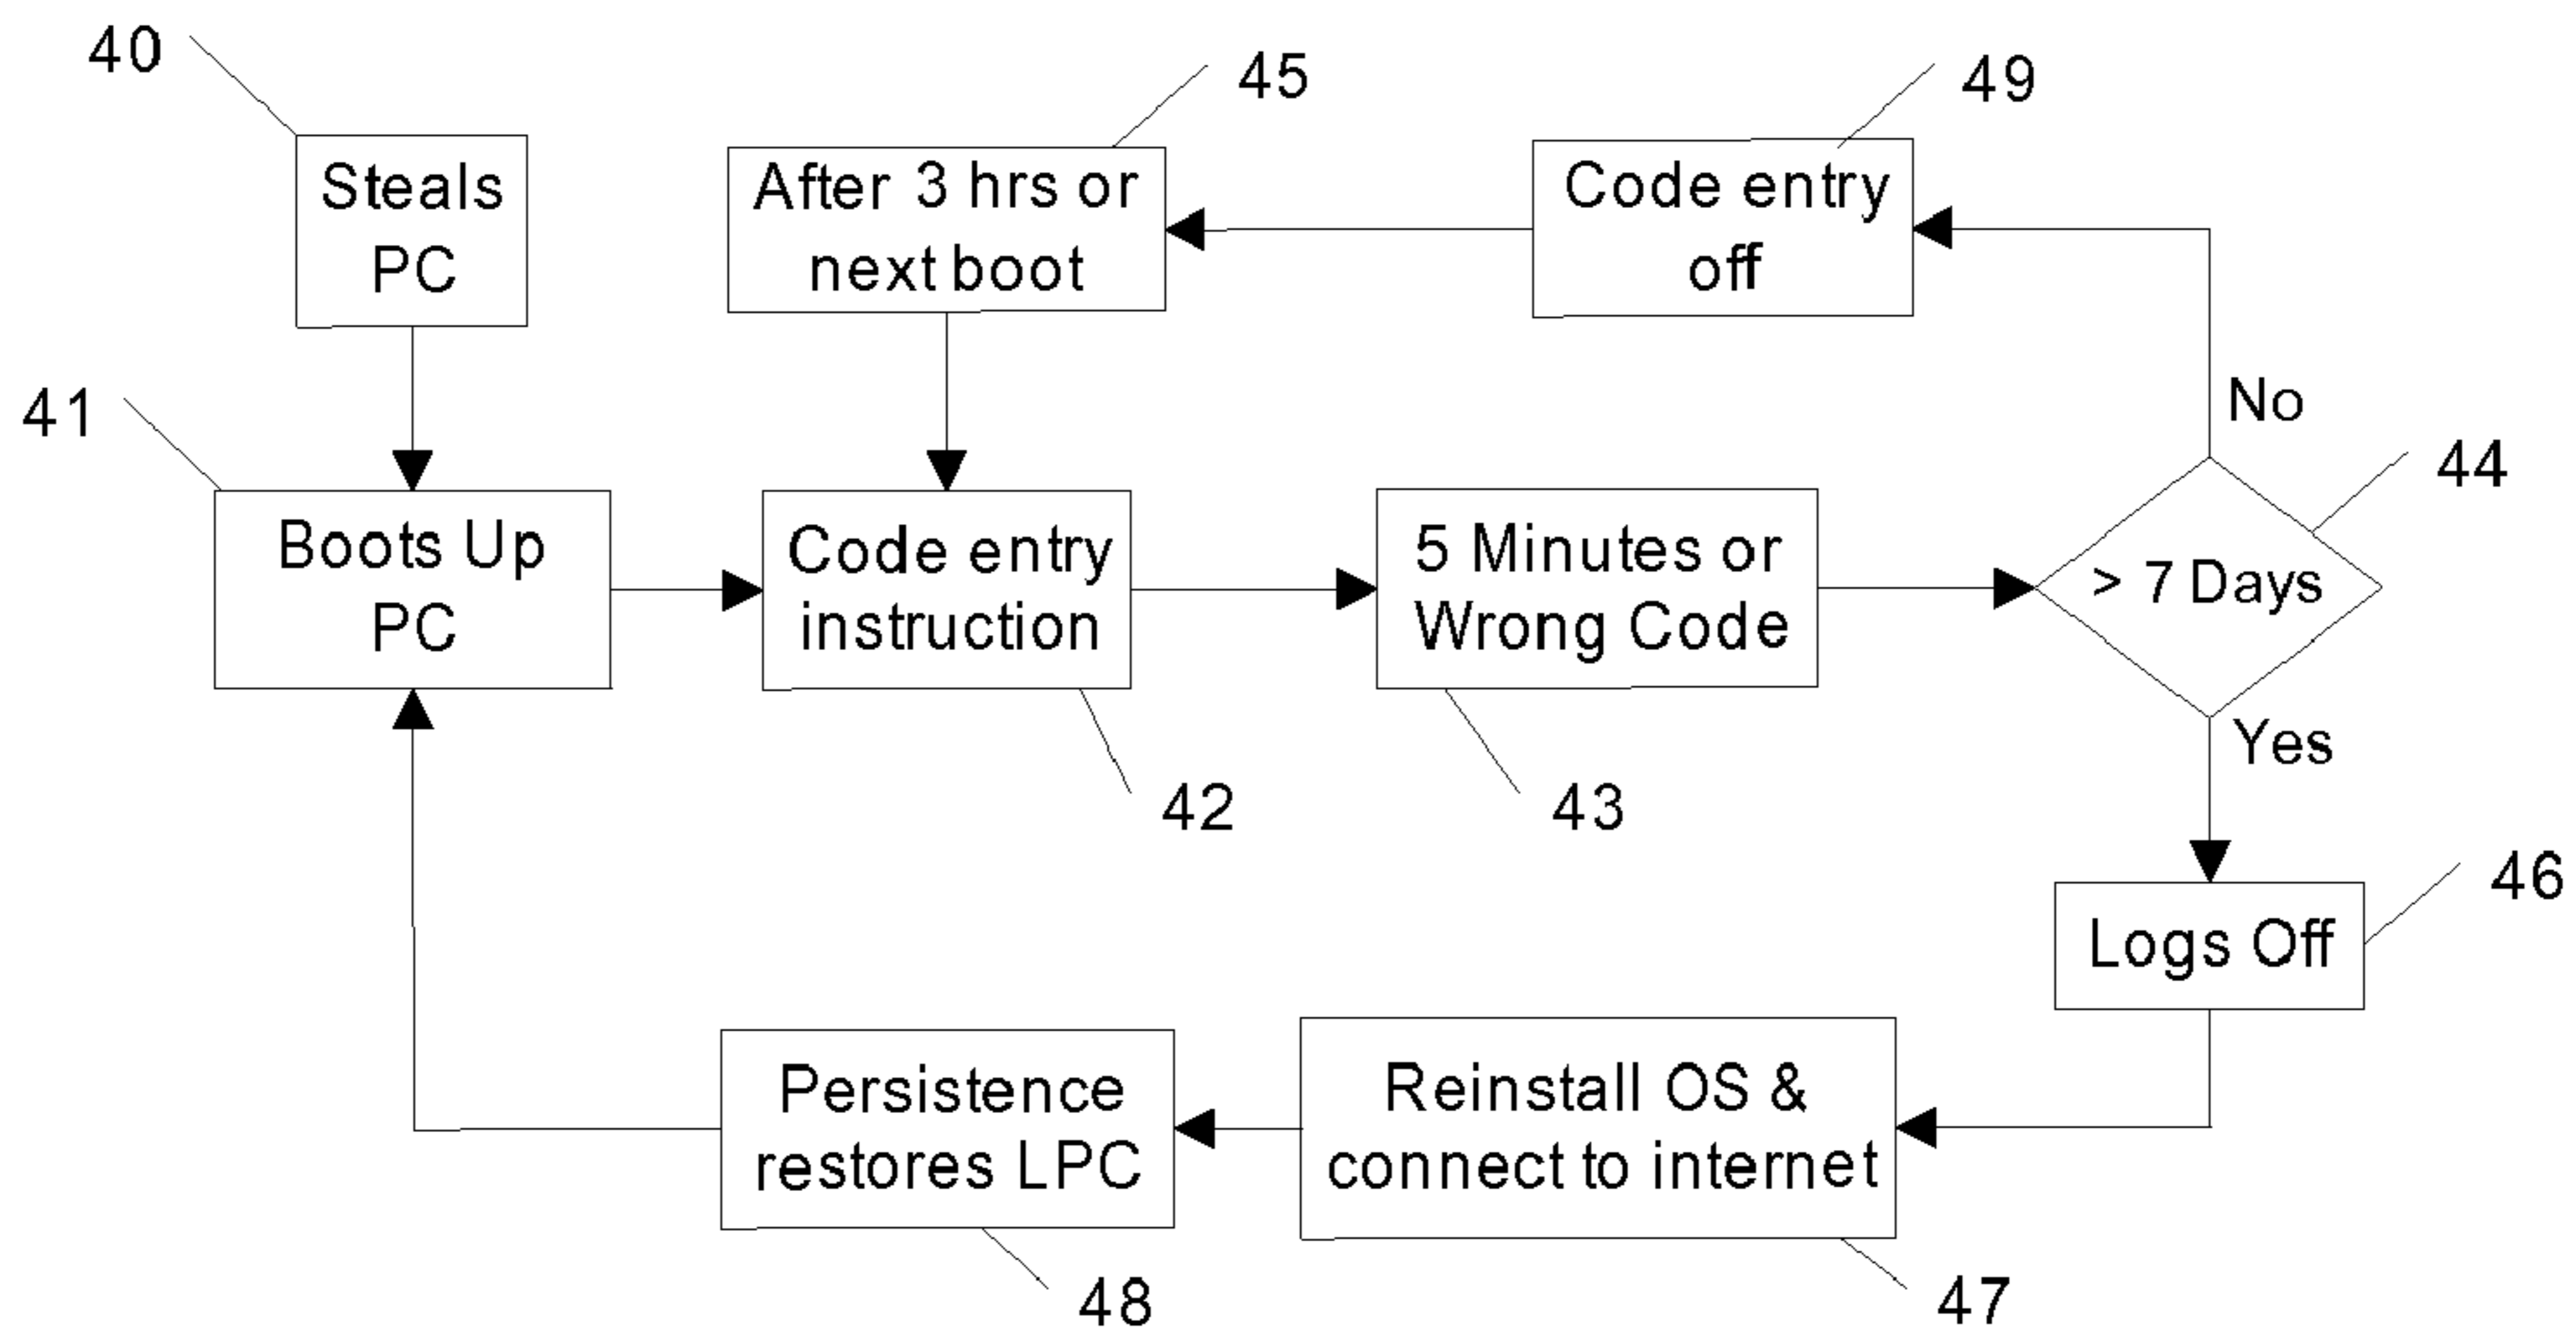 40
45
49
Steals
PC
After 3 hrs or
next boot
Code entry
off
41
No
44
Boots Up
PC
Code entry
instruction
5 Minutes or
Wrong Code
> 7 Days
Yes
42
43
46
Logs Off
Persistence
restores LPC
Reinstall OS &
connect to internet
48
47